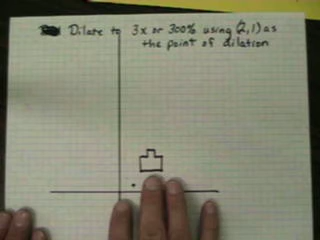 Dilate to 3x or 300% using (2,1) as
the point of dilation